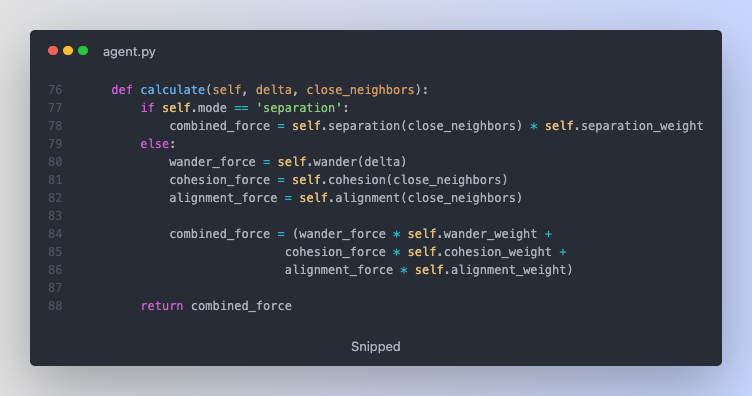 agent.py
76 def calculate(self, delta, close_neighbors):
77 if self.mode == 'separation':
78 combined_force = self.separation(close_neighbors) * self.separation_weight
79 else:
80 wander_force = self.wander(delta)
81 cohesion_force = self.cohesion(close_neighbors)
82 alignment_force = self.alignment(close_neighbors)
83
84 combined_force = (wander_force * self.wander_weight +
85 cohesion_force * self.cohesion_weight +
86 alignment_force * self.alignment_weight)
87
88 return combined_force
Snipped